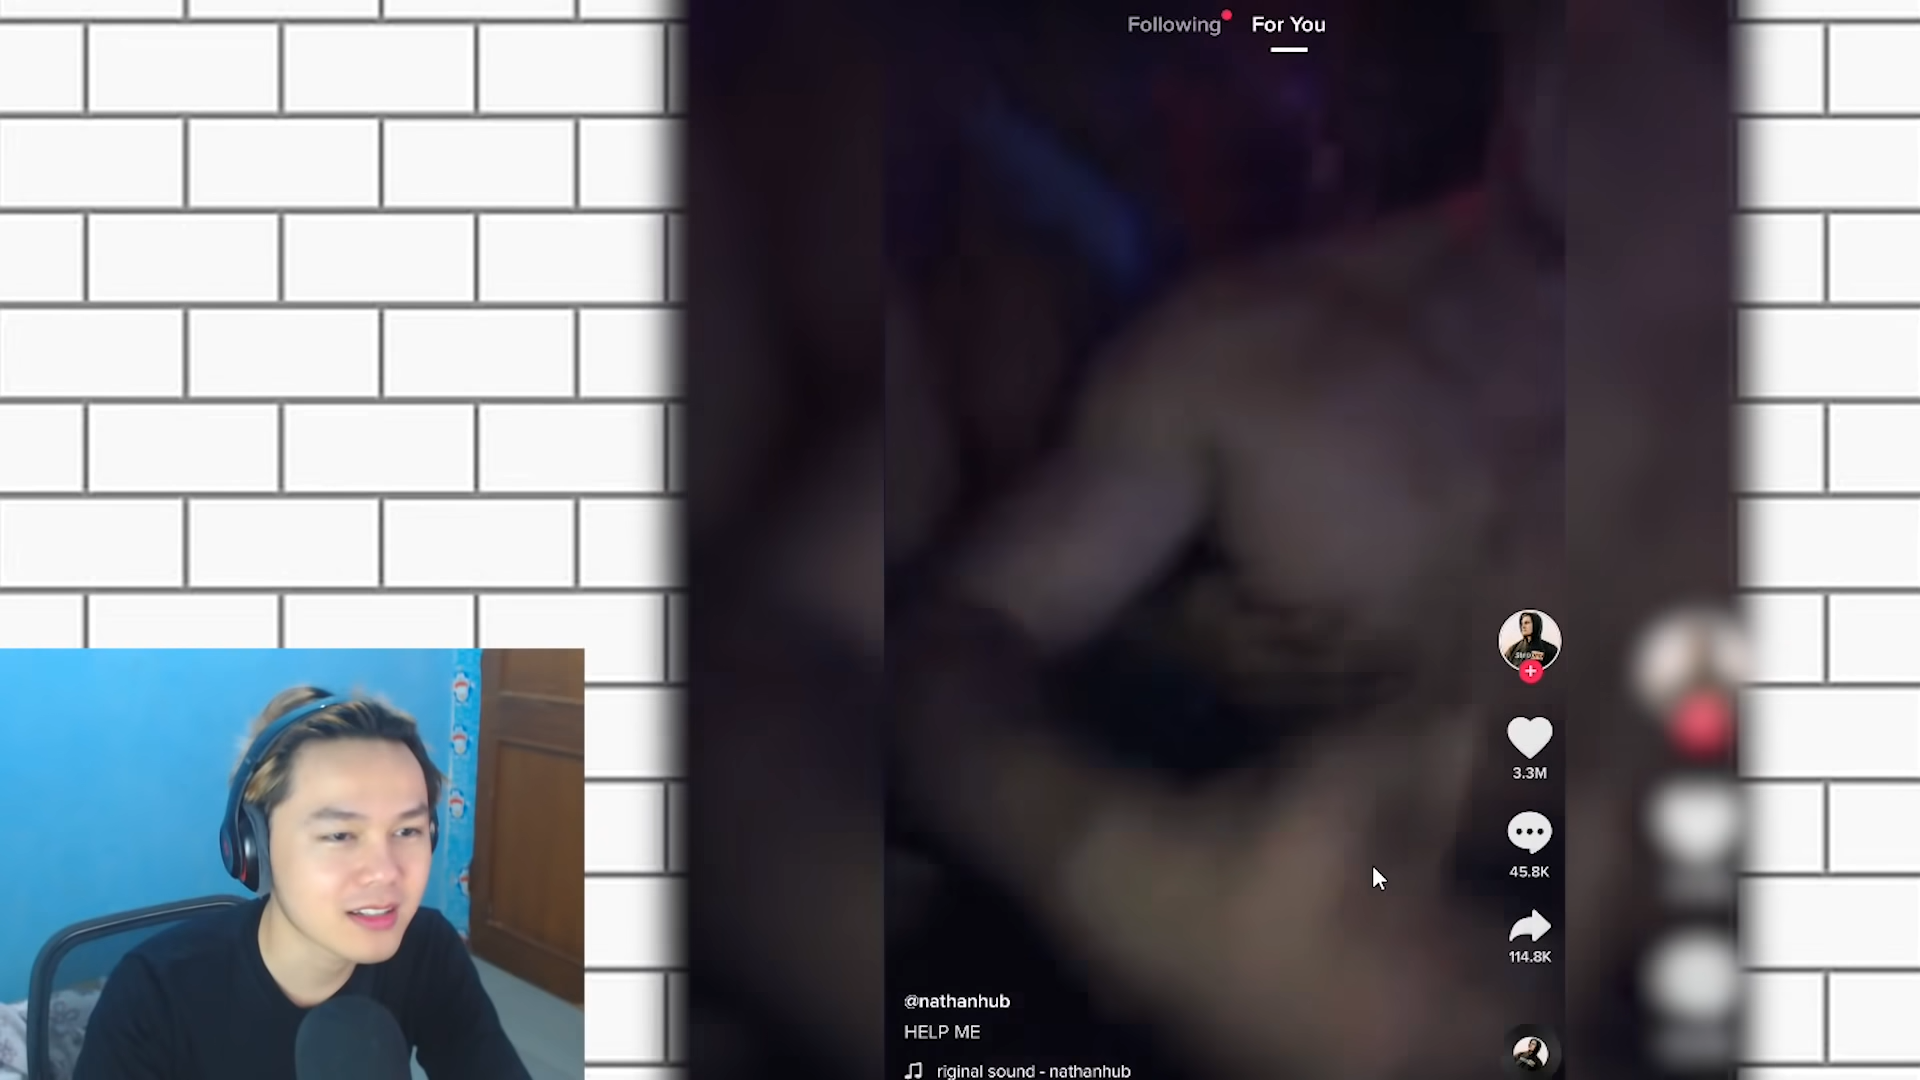 Following
For You
3.3M
45.8K
114.8K
@nathanhub
HELP ME
riginal sound - nathanhub